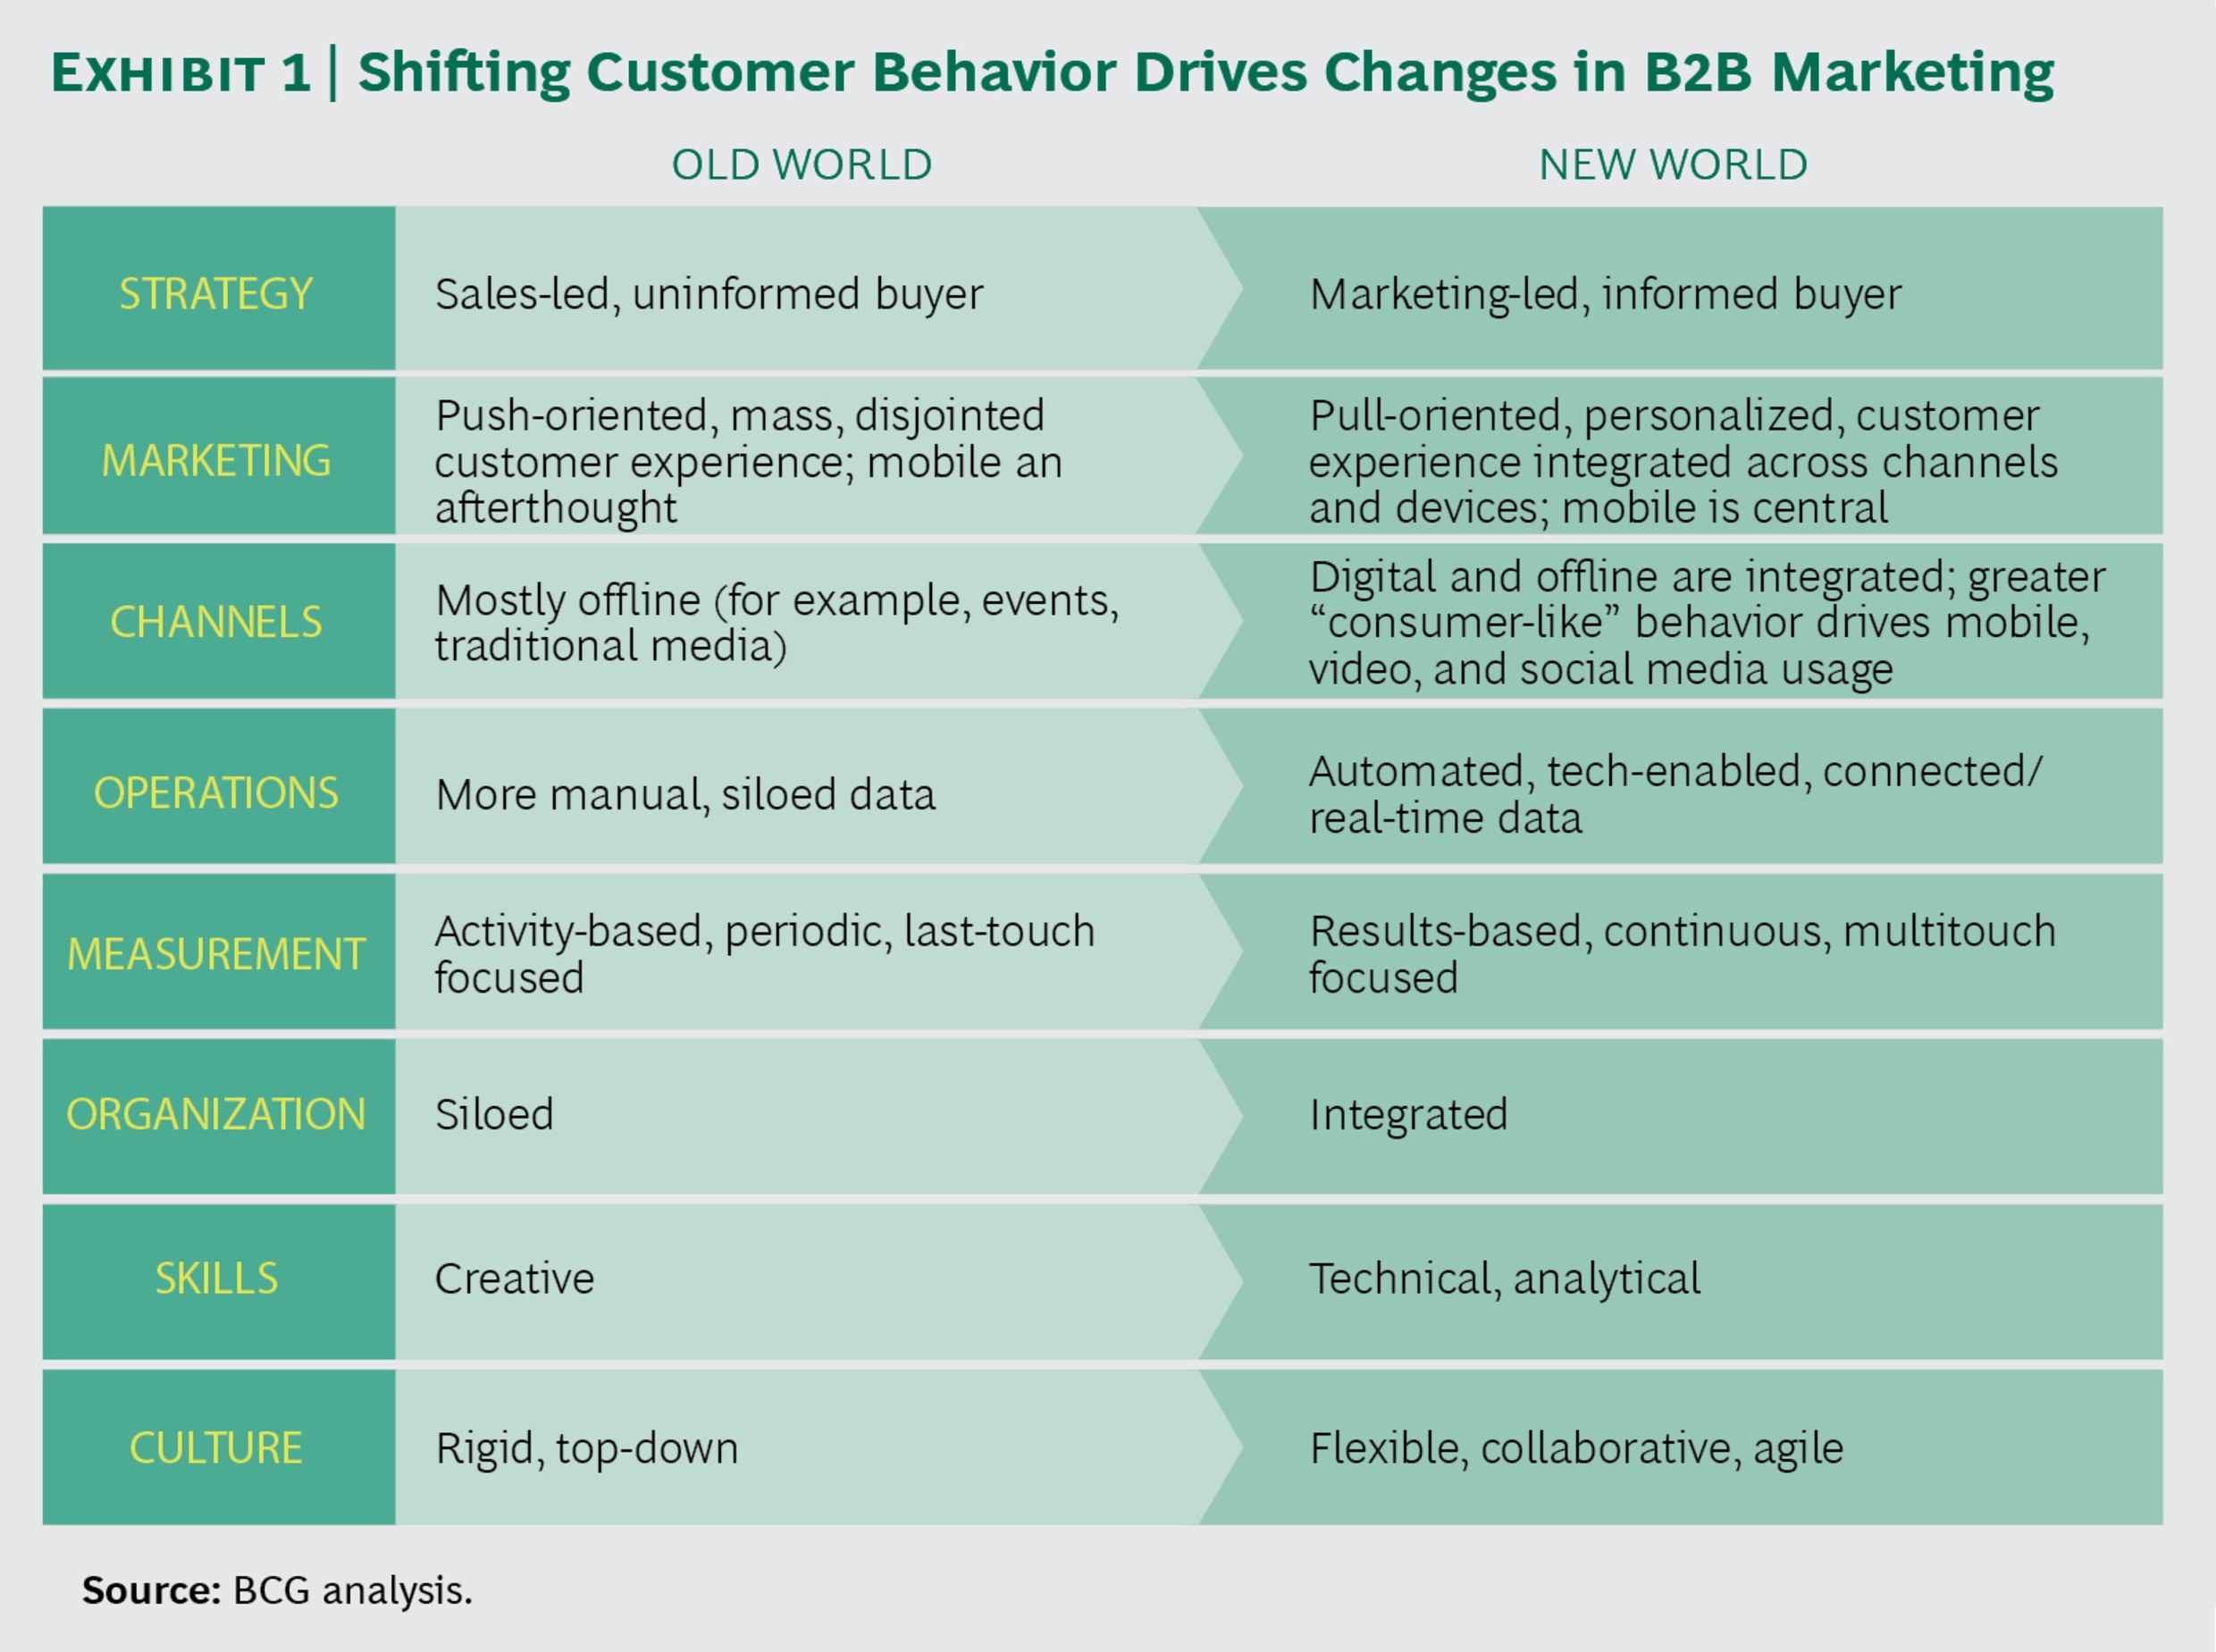 EXHIBIT 1 | Shifting Customer Behavior Drives Changes in B2B Marketing
OLD WORLD
NEW WORLD
STRATEGY
Sales-led, uninformed buyer
Marketing-led, informed buyer
MARKETING
Push-oriented, mass, disjointed
customer experience; mobile an
afterthought
Pull-oriented, personalized, customer
experience integrated across channels
and devices; mobile is central
CHANNELS
Mostly offline (for example, events,
traditional media)
Digital and offline are integrated; greater
“consumer-like” behavior drives mobile,
video, and social media usage
OPERATIONS
More manual, siloed data
Automated, tech-enabled, connected/
real-time data
MEASUREMENT
Activity-based, periodic, last-touch
focused
Results-based, continuous, multitouch
focused
ORGANIZATION
Siloed
Integrated
SKILLS
Creative
Technical, analytical
CULTURE
Rigid, top-down
Flexible, collaborative, agile
Source: BCG analysis.